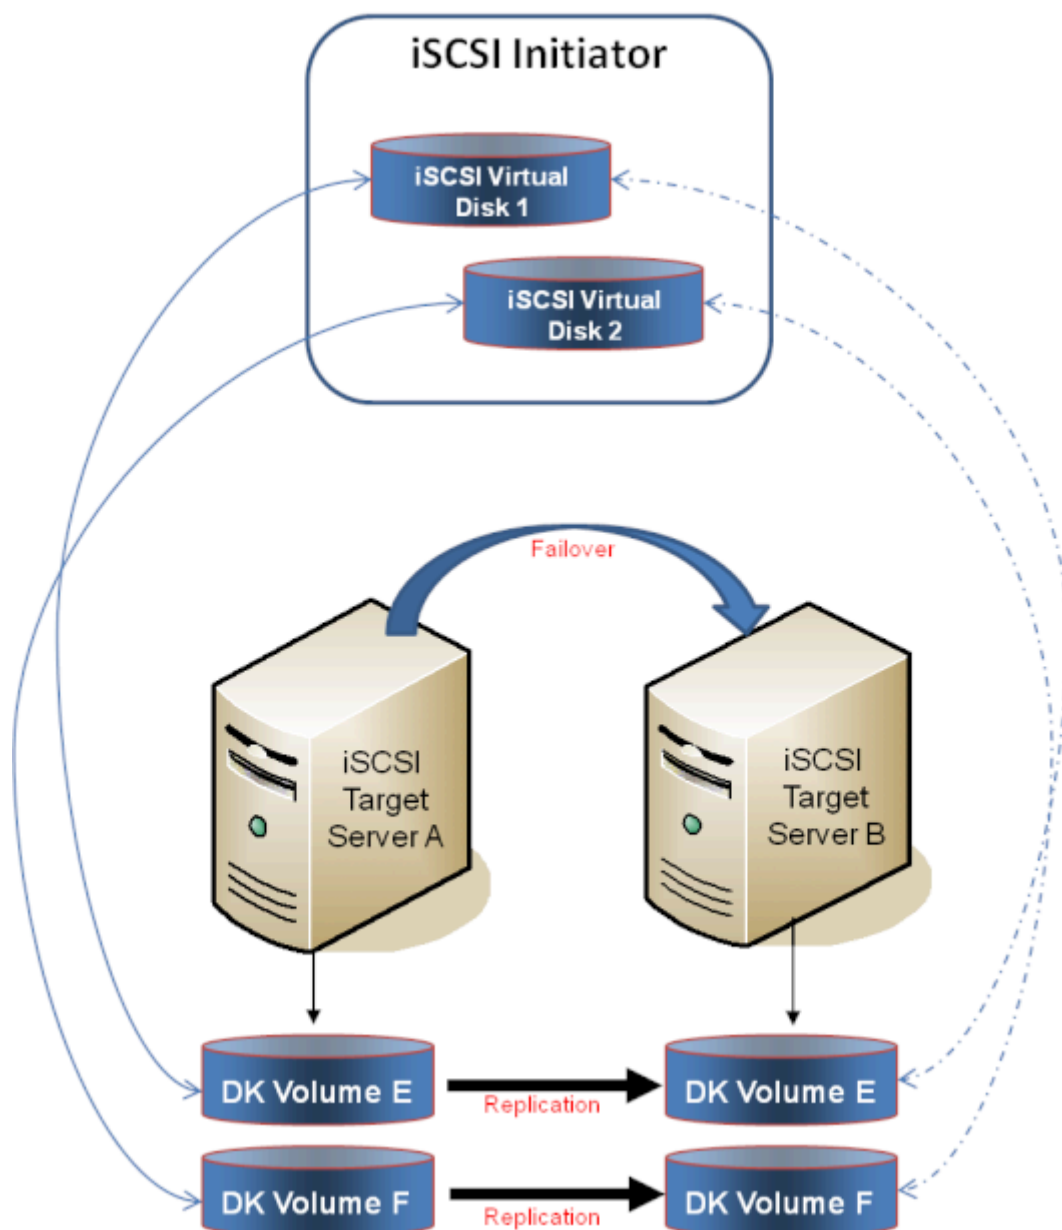 iSCSI Initiator
iSCSI Virtual
Disk 1
iSCSI Virtual
Disk 2
Failover
iSCSI
Target
Server A
iSCSI
Target
Server B
DK Volume E
Replication
DK Volume E
DK Volume F
Replication
DK Volume F